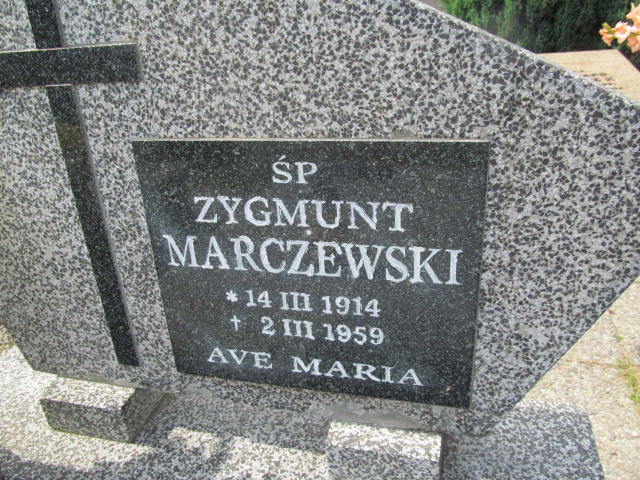 ŚP
ZYGMUNT
MARCZEWSKI
* 14 III 1914
† 2 III 1959
AVE MARIA